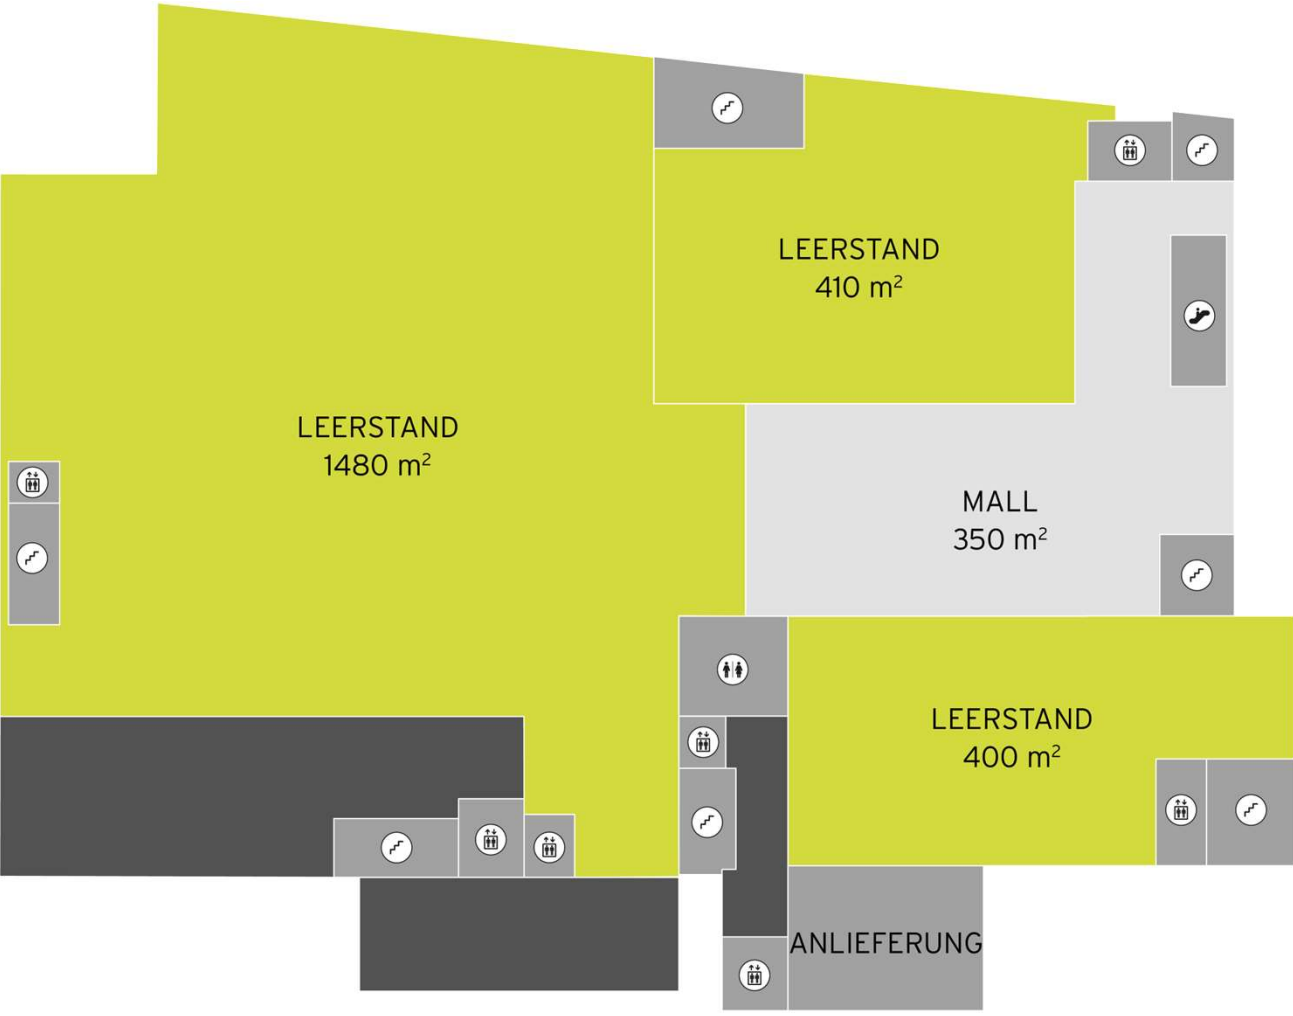 LEERSTAND
410 m²
LEERSTAND
1480 m²
MALL
350 m²
LEERSTAND
400 m²
ANLIEFERUNG